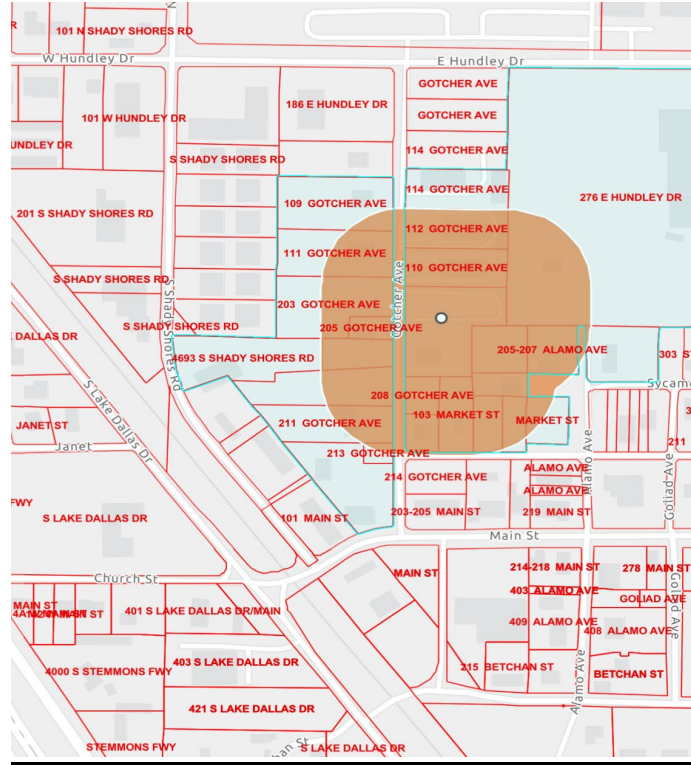 101 N SHADY SHORES RD
W Hundley Dr
E Hundley Dr
GOTCHER AVE
186 E HUNDLEY DR
GOTCHER AVE
101 W HUNDLEY DR
UNDLEY DR
114 GOTCHER AVE
S SHADY SHORES RD
114 GOTCHER AVE
276 E HUNDLEY DR
109 GOTCHER AVE
201 S SHADY SHORES RD
112 GOTCHER AVE
111 GOTCHER AVE
110 GOTCHER AVE
S SHADY SHORES RD
S Shady Shores Rd
Gotcher Ave
203 GOTCHER AVE
S SHADY SHORES RD
205 GOTCHER AVE
DALLAS DR
205-207 ALAMO AVE
303 S
4693 S SHADY SHORES RD
Sycamo
S Lake Dallas Dr
208 GOTCHER AVE
103 MARKET ST
MARKET ST
JANET ST
211 GOTCHER AVE
211
Janet
Alamo Ave
Goliad Ave
213 GOTCHER AVE
ALAMO AVE
214 GOTCHER AVE
ALAMO AVE
FWY
S LAKE DALLAS DR
101 MAIN ST
203-205 MAIN ST
219 MAIN ST
Main St
214-218 MAIN ST
278 MAIN ST
MAIN ST
Church St
403 ALAMO AVE
GOLIAD AVE
Goliad Ave
MAIN ST
401 S LAKE DALLAS DR/MAIN
409 ALAMO AVE
408 ALAMO AVE
403 S LAKE DALLAS DR
4000 S STEMMONS FWY
215 BETCHAN ST
BETCHAN ST
Alamo Ave
421 S LAKE DALLAS DR
STEMMONS FWY
han St
S LAKE DALLAS DR